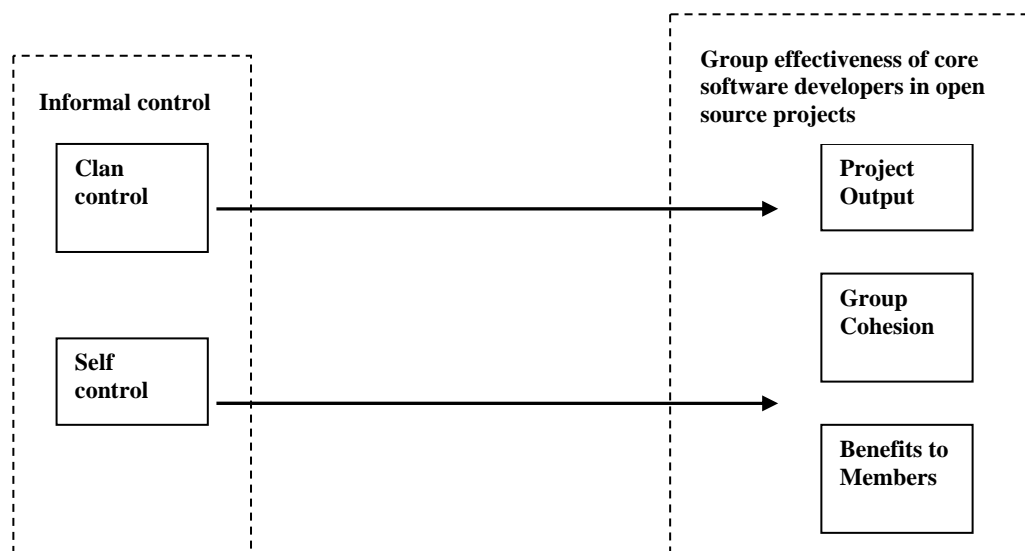 Informal control
Clan
control
Self
control
Group effectiveness of core
software developers in open
source projects
Project
Output
Group
Cohesion
Benefits to
Members